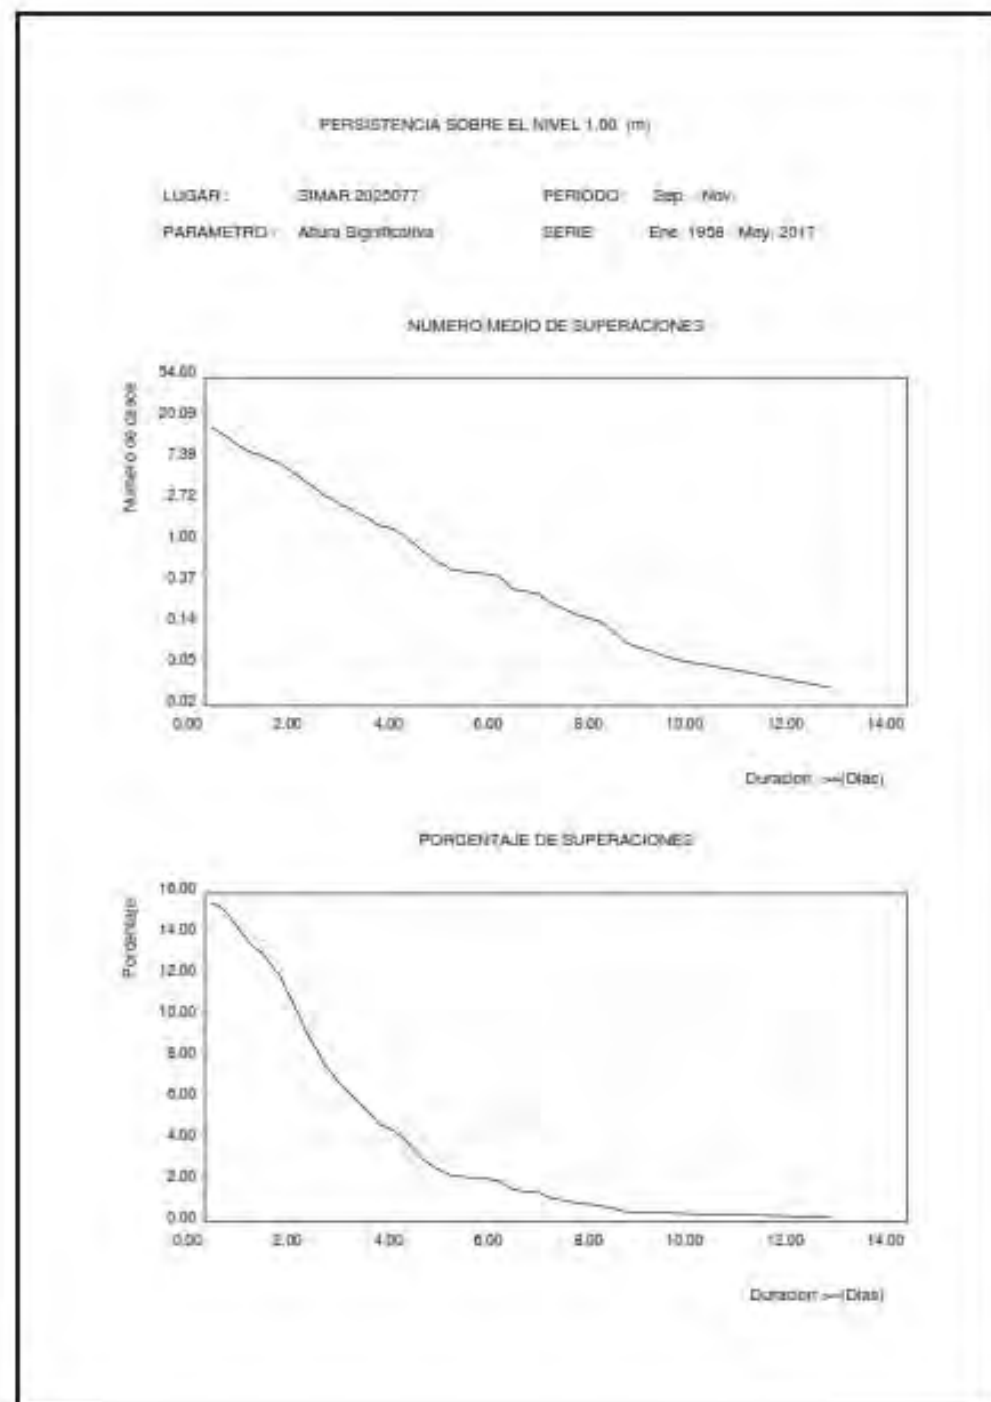 PERSISTENCIA SOBRE EL NIVEL 1.00 (m)
LUGAR : SIMAR 2025077 PERIODO : Sep. - Nov.
PARAMETRO : Altura Significativa SERIE : Ene. 1958 - May. 2017
NUMERO MEDIO DE SUPERACIONES
Numero de casos
54.60
20.09
7.39
2.72
1.00
0.37
0.14
0.05
0.02
0.00 2.00 4.00 6.00 8.00 10.00 12.00 14.00
Duracion >=(Dias)
PORCENTAJE DE SUPERACIONES
Porcentaje
16.00
14.00
12.00
10.00
8.00
6.00
4.00
2.00
0.00
0.00 2.00 4.00 6.00 8.00 10.00 12.00 14.00
Duracion >=(Dias)